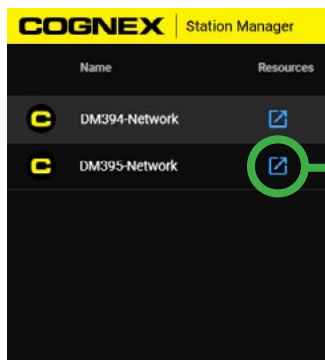 COGNEX Station Manager
Name Resources
DM394-Network
DM395-Network